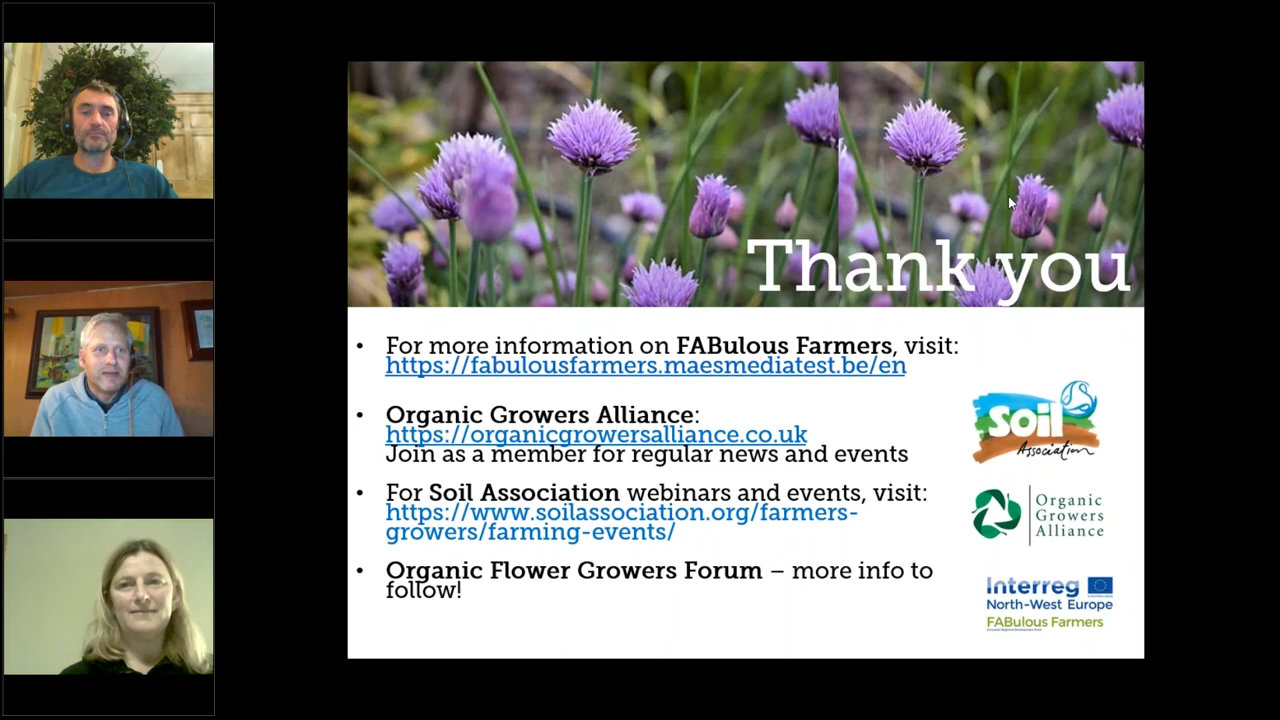 Thank you
• For more information on FABulous Farmers, visit:
https://fabulousfarmers.maesmediatest.be/en
• Organic Growers Alliance:
https://organicgrowersalliance.co.uk
Join as a member for regular news and events
• For Soil Association webinars and events, visit:
https://www.soilassociation.org/farmers-
growers/farming-events/
• Organic Flower Growers Forum – more info to
follow!
Soil
Association
Organic
Growers
Alliance
Interreg
North-West Europe
FABulous Farmers